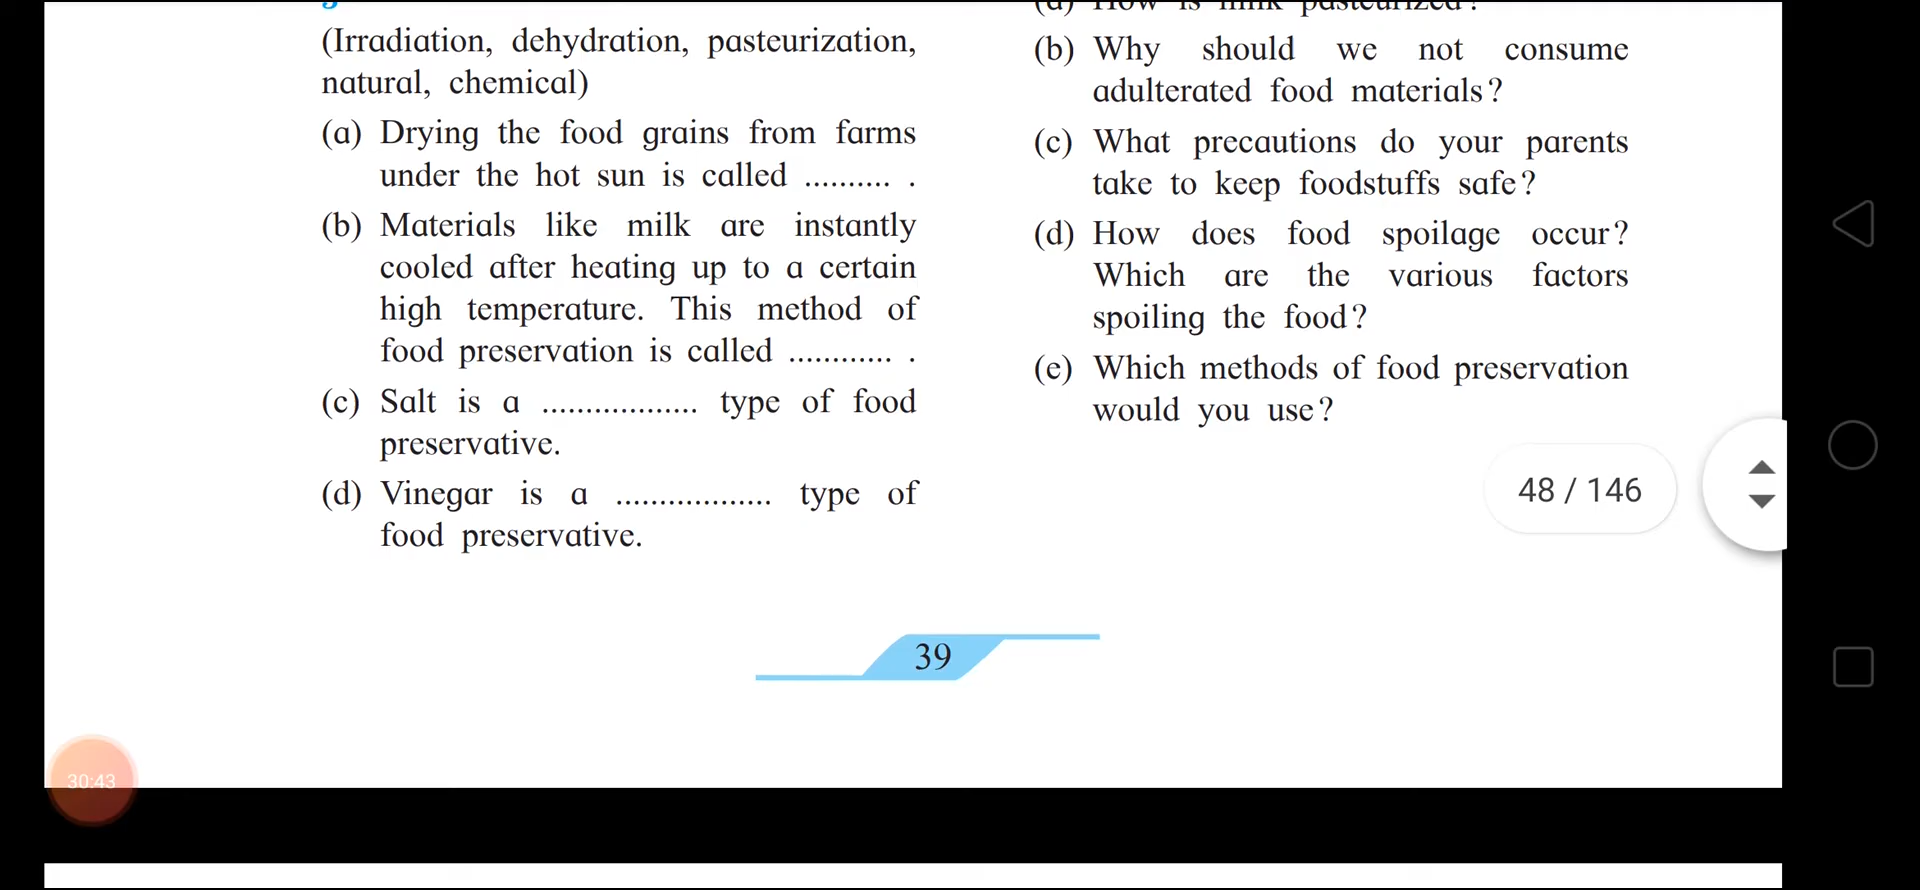 (Irradiation, dehydration, pasteurization,
natural, chemical)
(a) Drying the food grains from farms
under the hot sun is called .......... .
(b) Materials like milk are instantly
cooled after heating up to a certain
high temperature. This method of
food preservation is called ............ .
(c) Salt is a .................. type of food
preservative.
(d) Vinegar is a .................. type of
food preservative.
(a) How is milk pasteurized?
(b) Why should we not consume
adulterated food materials?
(c) What precautions do your parents
take to keep foodstuffs safe?
(d) How does food spoilage occur?
Which are the various factors
spoiling the food?
(e) Which methods of food preservation
would you use?
48 / 146
39
30:43